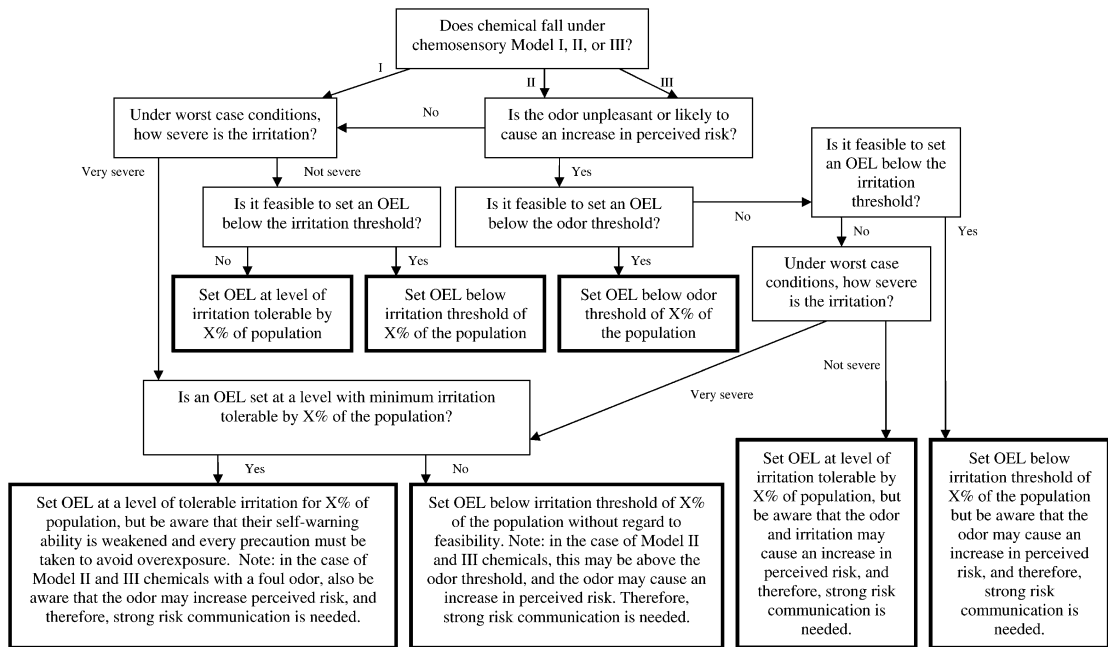 Does chemical fall under
chemosensory Model I, II, or III?
I
II
III
Under worst case conditions,
how severe is the irritation?
No
Is the odor unpleasant or likely to
cause an increase in perceived risk?
Is it feasible to set
an OEL below the
irritation
threshold?
Very severe
Not severe
Yes
Is it feasible to set an OEL
below the irritation threshold?
Is it feasible to set an OEL
below the odor threshold?
No
No
Yes
No
Yes
Yes
Under worst case
conditions, how severe
is the irritation?
Set OEL at level of
irritation tolerable by
X% of population
Set OEL below
irritation threshold of
X% of the population
Set OEL below odor
threshold of X% of
the population
Not severe
Very severe
Is an OEL set at a level with minimum irritation
tolerable by X% of the population?
Yes
No
Set OEL at a level of tolerable irritation for X% of
population, but be aware that their self-warning
ability is weakened and every precaution must be
taken to avoid overexposure.  Note: in the case of
Model II and III chemicals with a foul odor, also be
aware that the odor may increase perceived risk, and
therefore, strong risk communication is needed.
Set OEL below irritation threshold of X%
of the population without regard to
feasibility. Note: in the case of Model II
and III chemicals, this may be above the
the odor threshold, and the odor may cause an
increase in perceived risk. Therefore,
strong risk communication is needed.
Set OEL at level of
irritation tolerable by
X% of population, but
be aware that the odor
and irritation may
cause an increase in
perceived risk, and
therefore, strong risk
communication is
needed.
Set OEL below
irritation threshold of
X% of the population
but be aware that the
odor may cause an
increase in perceived
risk, and therefore,
strong risk
communication is
needed.